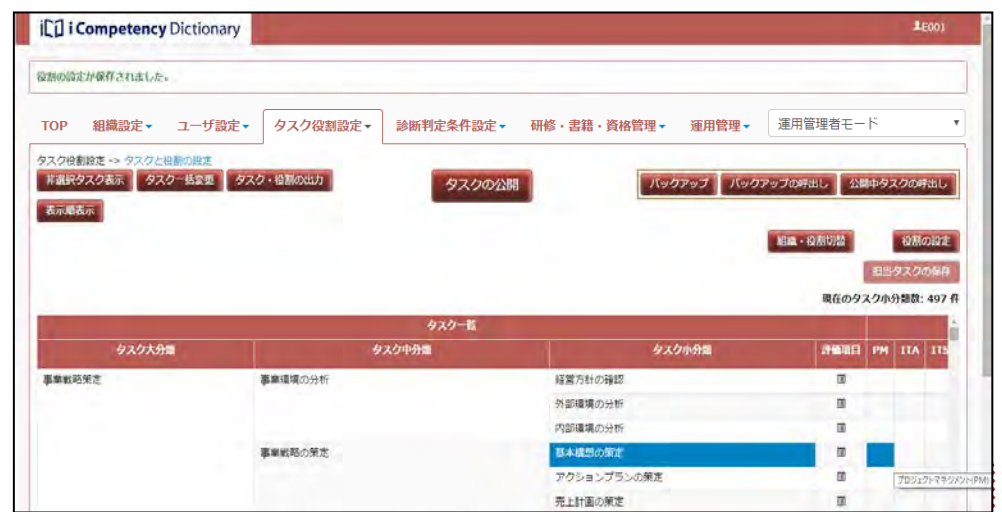 iCD i Competency Dictionary
E001
役割の設定が保存されました。
TOP 組織設定 ユーザ設定 タスク役割設定 診断判定条件設定 研修・書籍・資格管理 運用管理 運用管理者モード
タスク役割設定 -> タスクと役割の設定
非選択タスク表示 タスク一括変更 タスク・役割の出力 タスクの公開 バックアップ バックアップの呼出し 公開中タスクの呼出し
表示順表示
組織・役割切替 役割の設定
担当タスクの保存
現在のタスク小分類数: 497 件
タスク一覧
タスク大分類 タスク中分類 タスク小分類 評価項目 PM ITA ITS
事業戦略策定 事業環境の分析 経営方針の確認
外部環境の分析
内部環境の分析
事業戦略の策定 基本構想の策定
アクションプランの策定
プロジェクトマネジメント(PM)
売上計画の策定